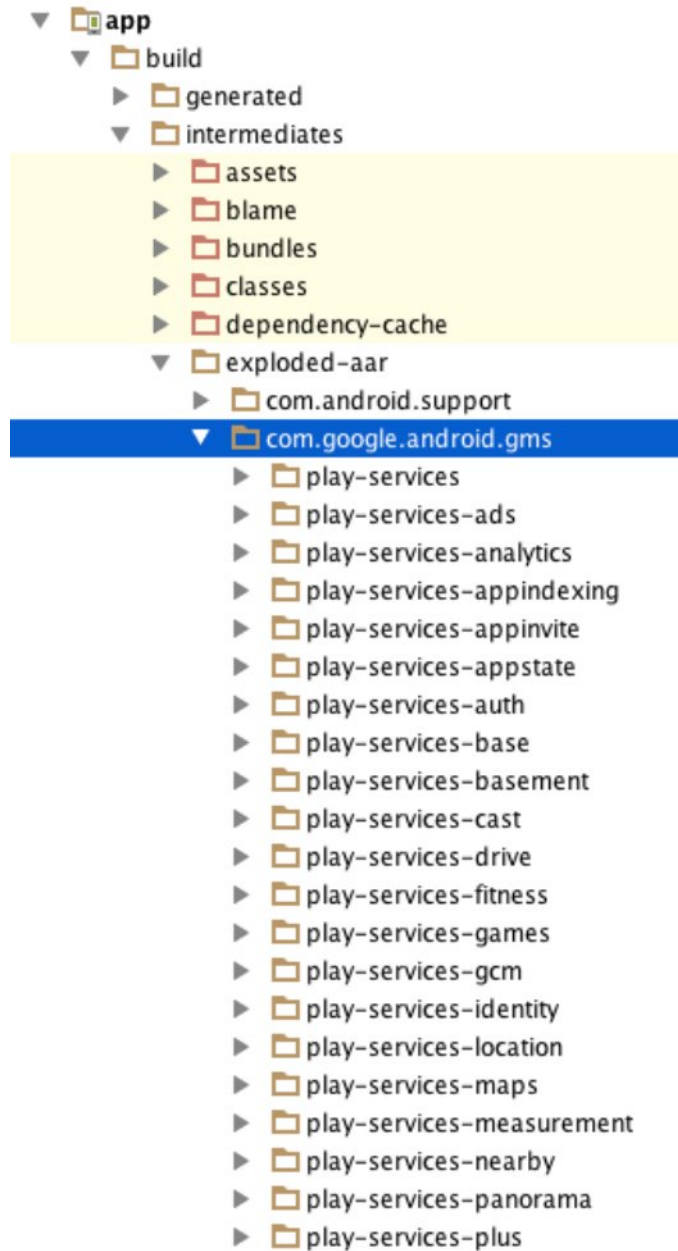 app
build
generated
intermediates
assets
blame
bundles
classes
dependency-cache
exploded-aar
com.android.support
com.google.android.gms
play-services
play-services-ads
play-services-analytics
play-services-appindexing
play-services-appinvite
play-services-appstate
play-services-auth
play-services-base
play-services-basement
play-services-cast
play-services-drive
play-services-fitness
play-services-games
play-services-gcm
play-services-identity
play-services-location
play-services-maps
play-services-measurement
play-services-nearby
play-services-panorama
play-services-plus